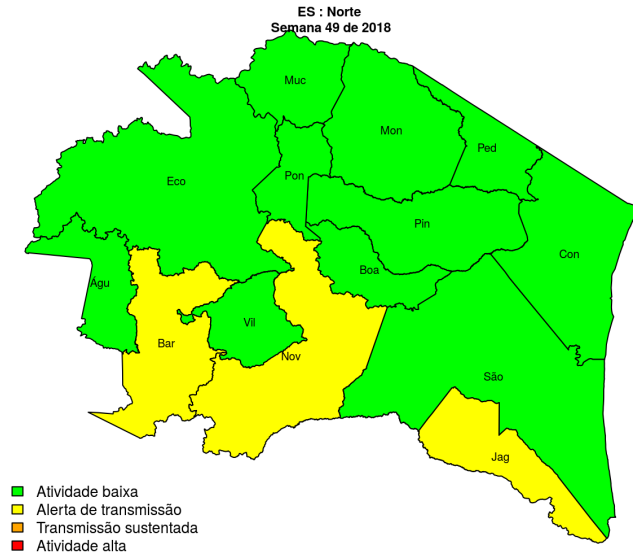 ES : Norte
Semana 49 de 2018
Muc
Mon
Ped
Eco
Pon
Pin
Con
Boa
Águ
Vil
Bar
Nov
São
Jag
Atividade baixa
Alerta de transmissão
Transmissão sustentada
Atividade alta